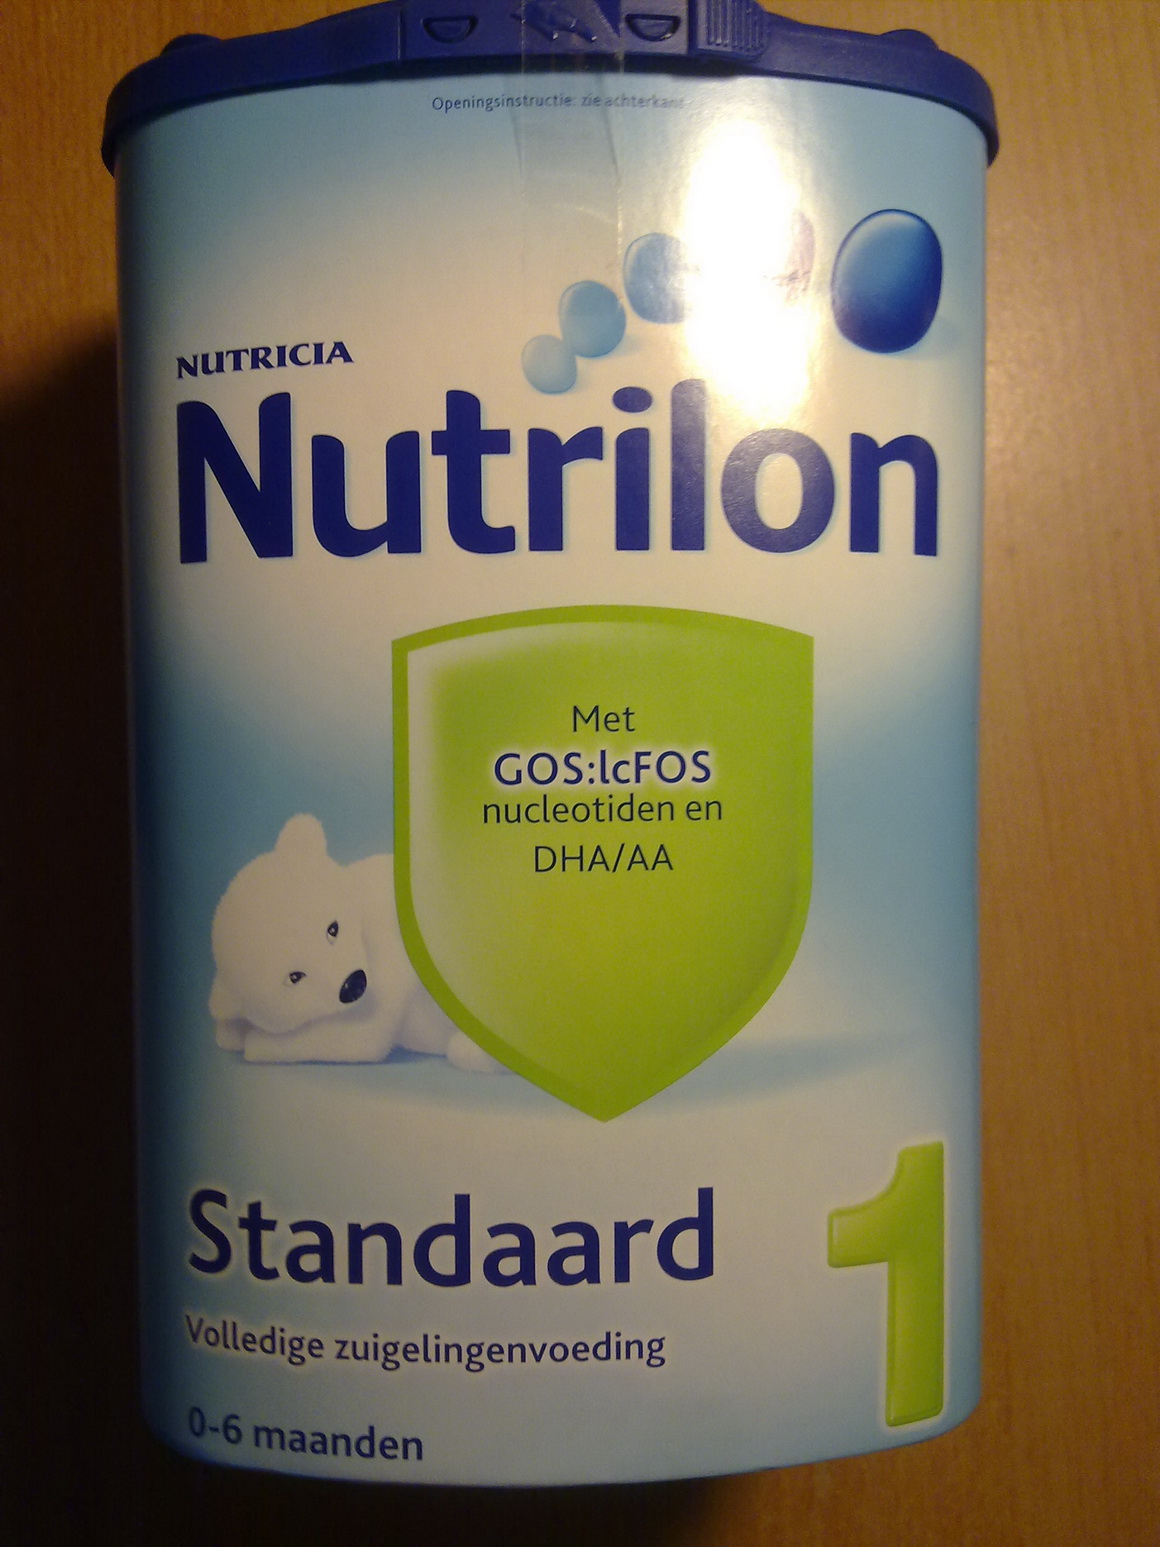 Openingsinstructie: zie achterkant
NUTRICIA
Nutrilon
Met
GOS:lcFOS
nucleotiden en
DHA/AA
Standaard
1
Volledige zuigelingenvoeding
0-6 maanden